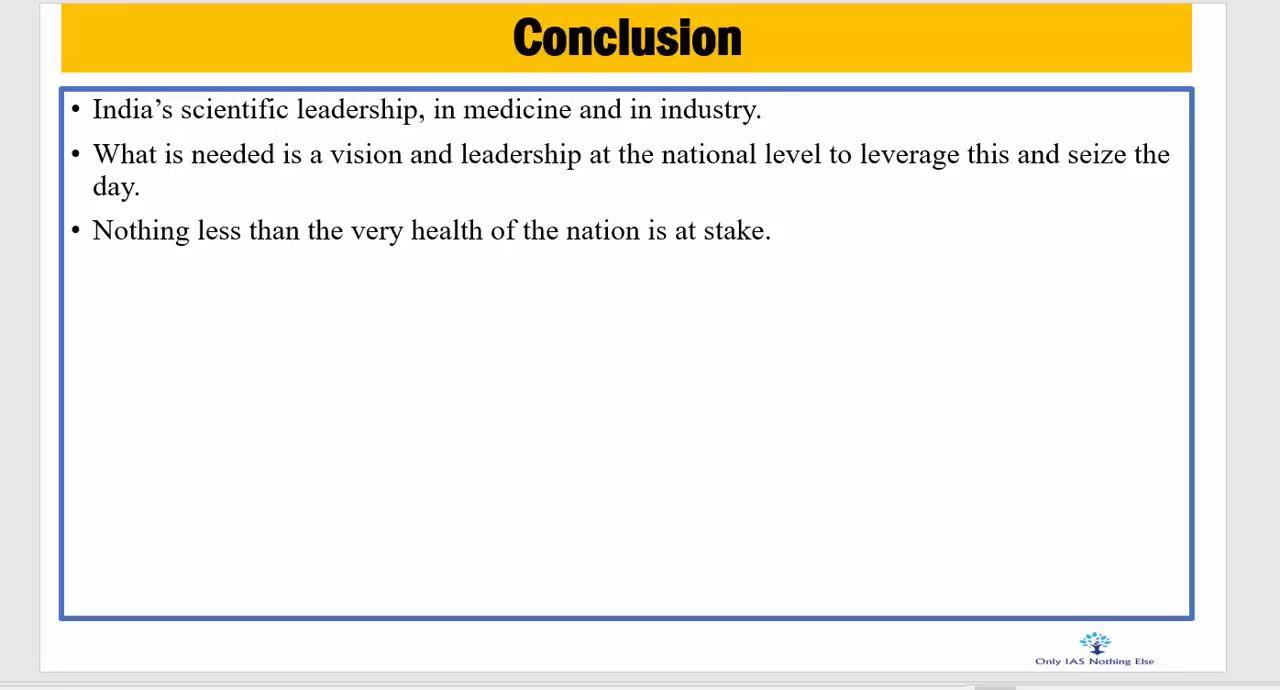 Conclusion
• India’s scientific leadership, in medicine and in industry.
• What is needed is a vision and leadership at the national level to leverage this and seize the
day.
• Nothing less than the very health of the nation is at stake.
Only IAS Nothing Else